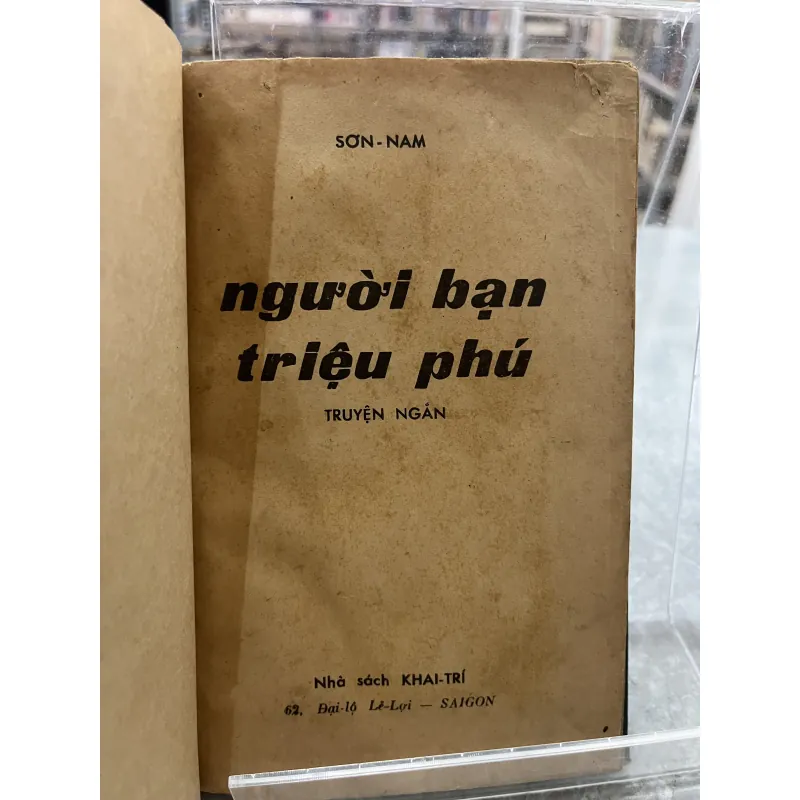 SƠN-NAM
người bạn
triệu phú
TRUYỆN NGẮN
Nhà sách KHAI-TRÍ
62, Đại-lộ Lê-Lợi — SAIGON